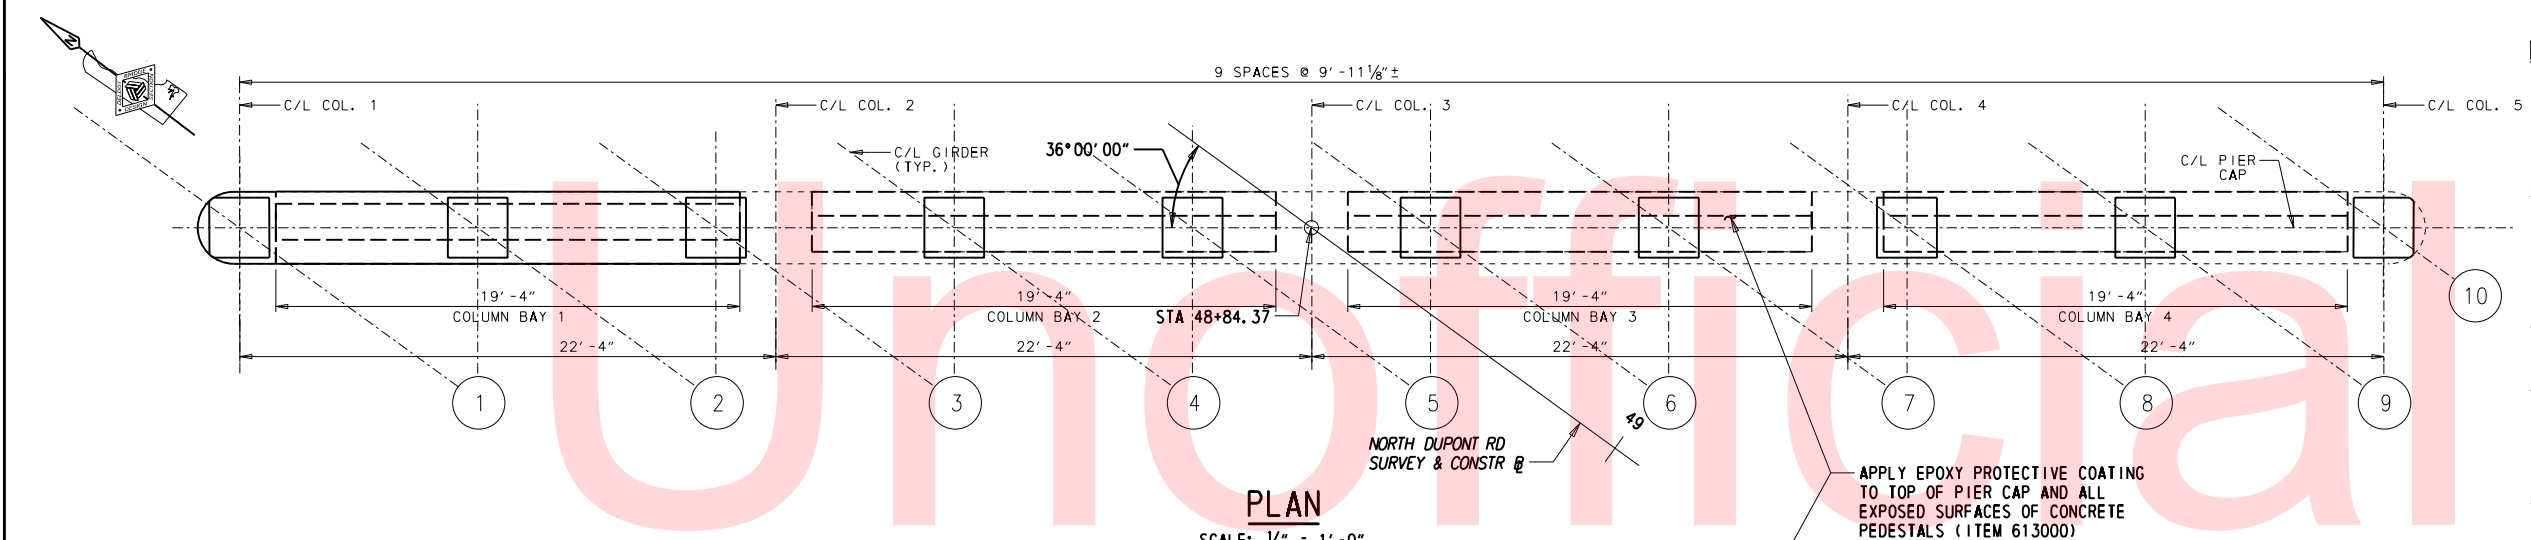 9 SPACES @ 9'-11 1/8"±
C/L COL. 1
C/L COL. 2
C/L COL. 3
C/L COL. 4
C/L COL. 5
N
C/L GIRDER
(TYP.)
36°00'00"
C/L PIER
CAP
19'-4"
COLUMN BAY 1
19'-4"
COLUMN BAY 2
STA 48+84.37
19'-4"
COLUMN BAY 3
19'-4"
COLUMN BAY 4
10
22'-4"
22'-4"
22'-4"
22'-4"
1
2
3
4
5
6
7
8
9
49
NORTH DUPONT RD
SURVEY & CONSTR
APPLY EPOXY PROTECTIVE COATING
TO TOP OF PIER CAP AND ALL
EXPOSED SURFACES OF CONCRETE
PEDESTALS (ITEM 613000)
PLAN
Unofficial